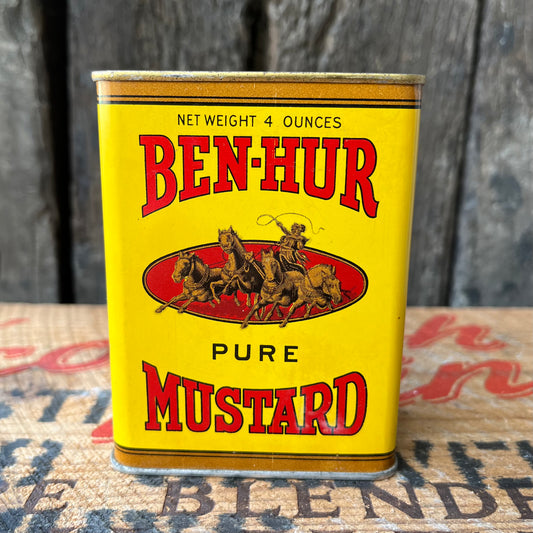 NET WEIGHT 4 OUNCES
BEN-HUR
PURE
MUSTARD
BLENDE